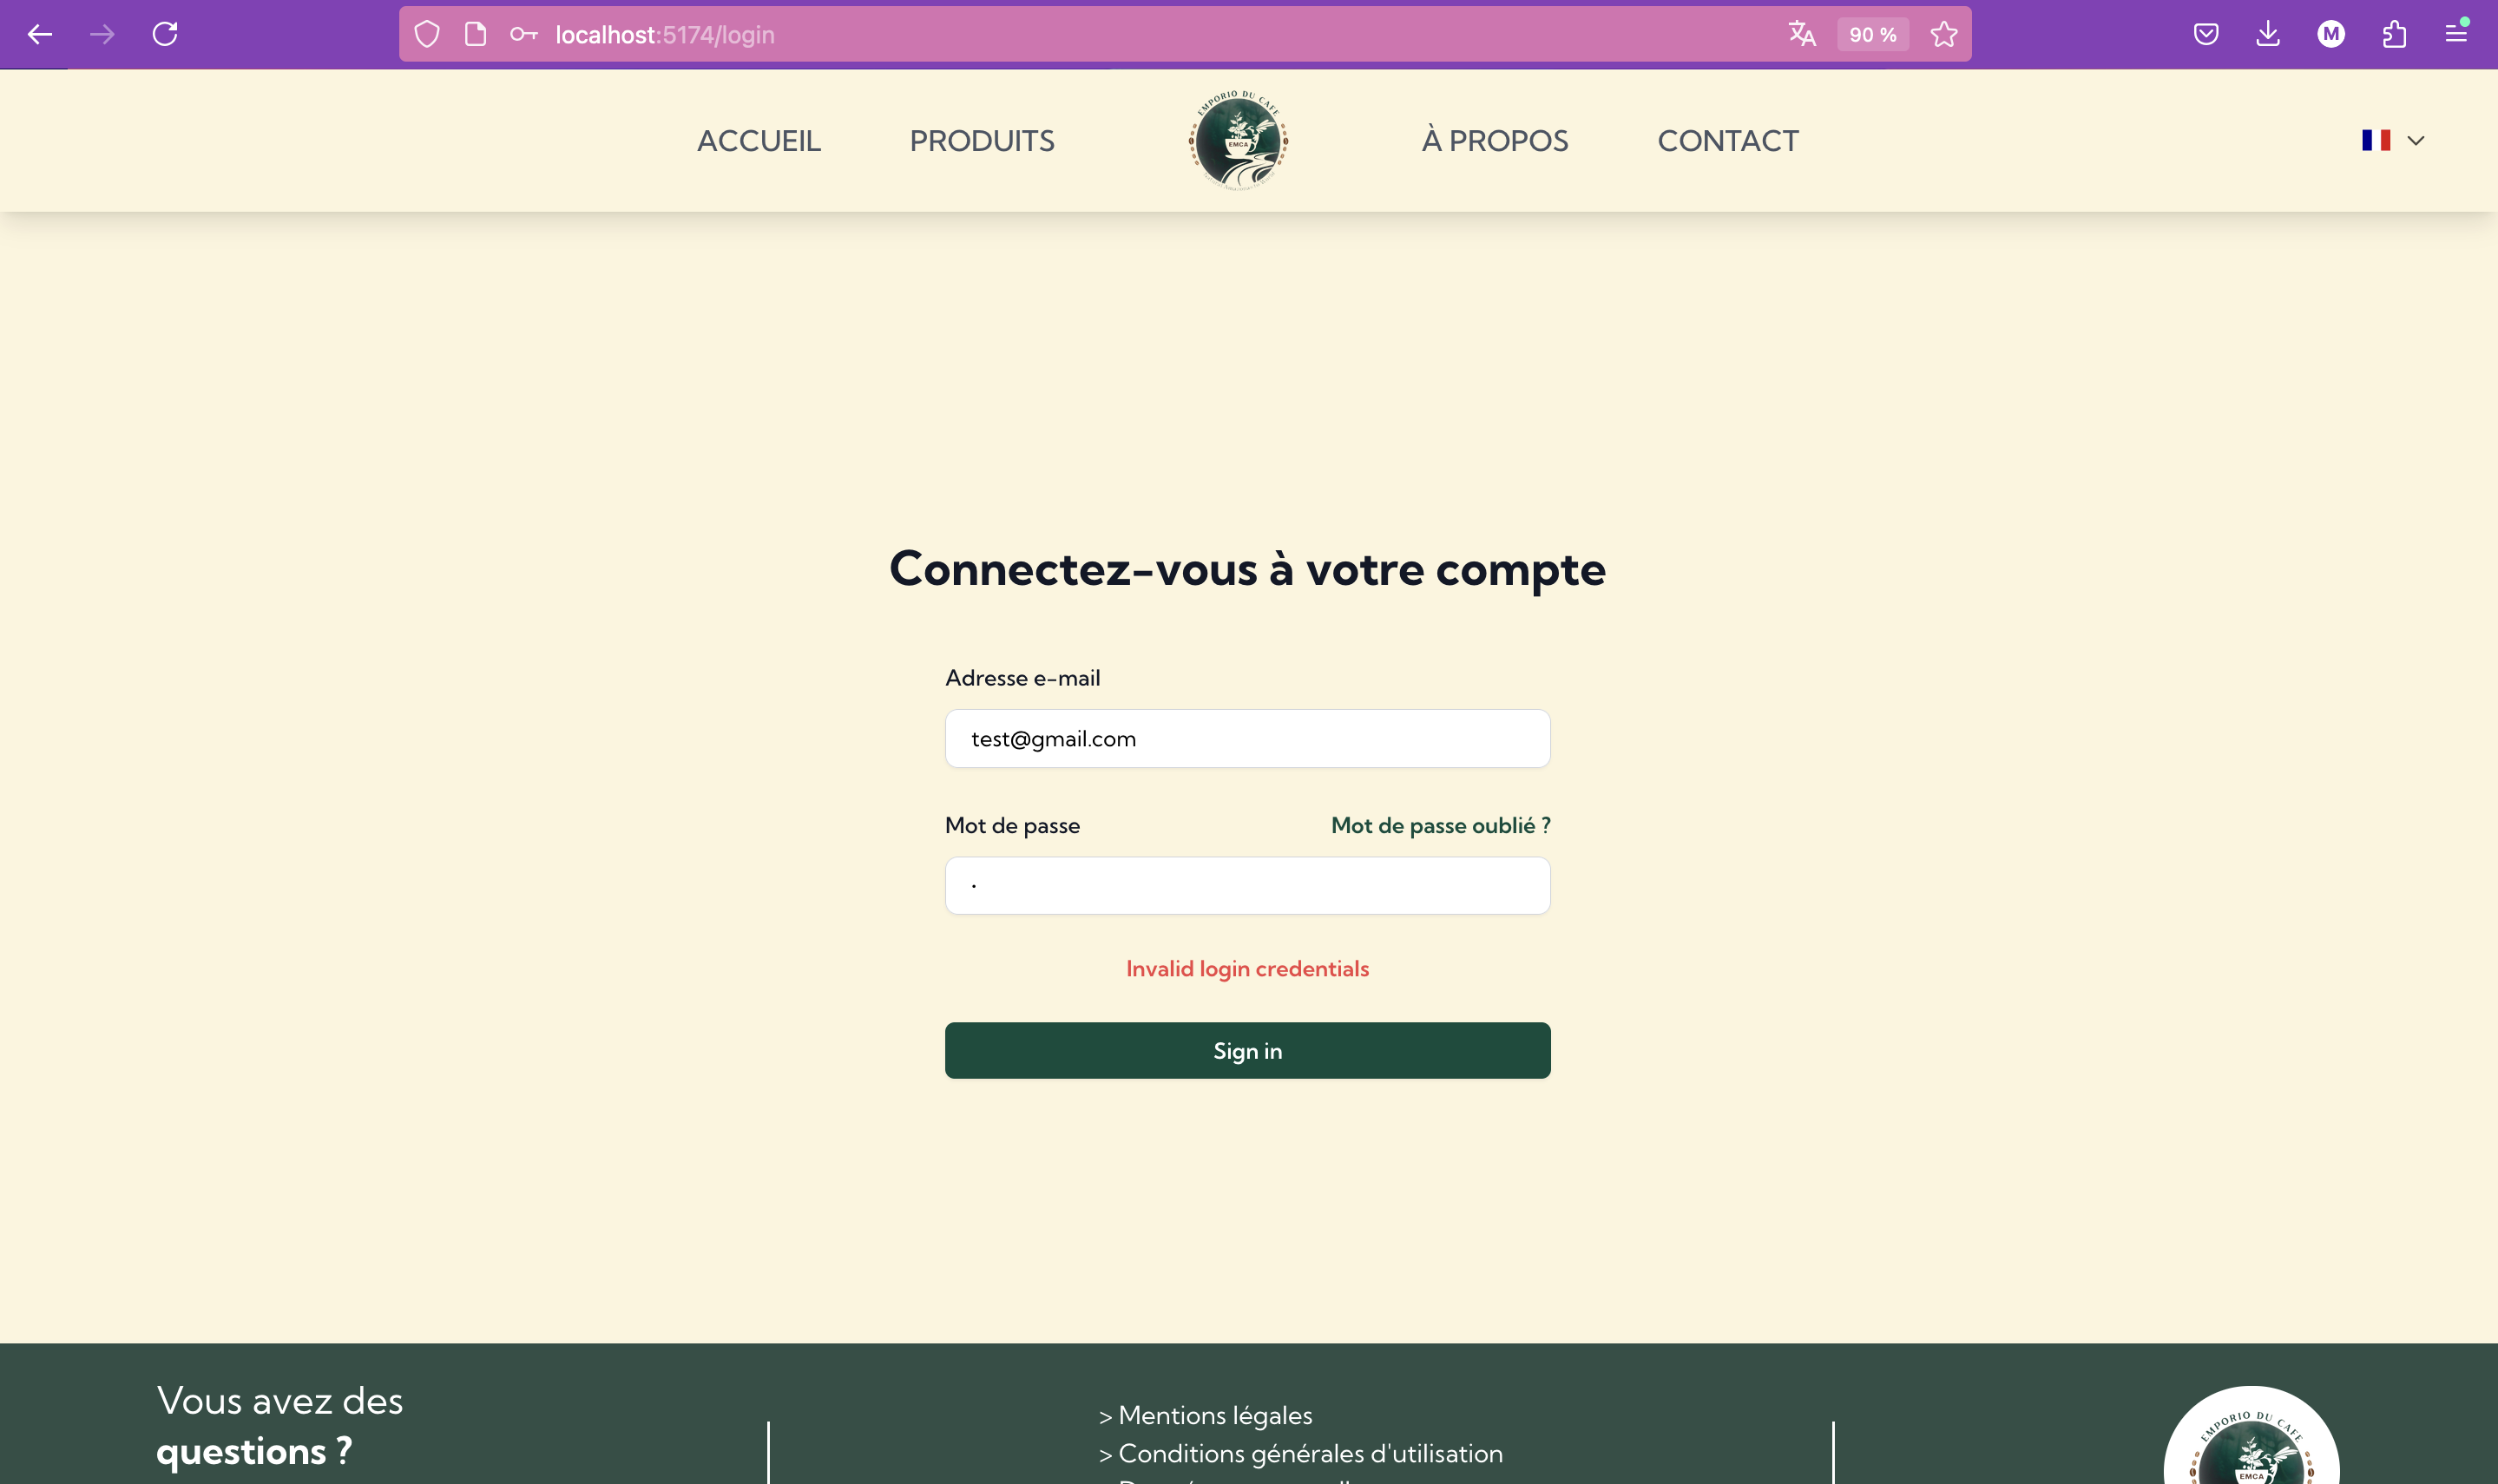 localhost:5174/login
90 %
M
ACCUEIL
PRODUITS
EMPORIO DU CAFE
EMCA
À PROPOS
CONTACT
Connectez-vous à votre compte
Adresse e-mail
test@gmail.com
Mot de passe
Mot de passe oublié ?
Invalid login credentials
Sign in
Vous avez des
questions ?
> Mentions légales
> Conditions générales d'utilisation
EMPORIO DU CAFE
EMCA